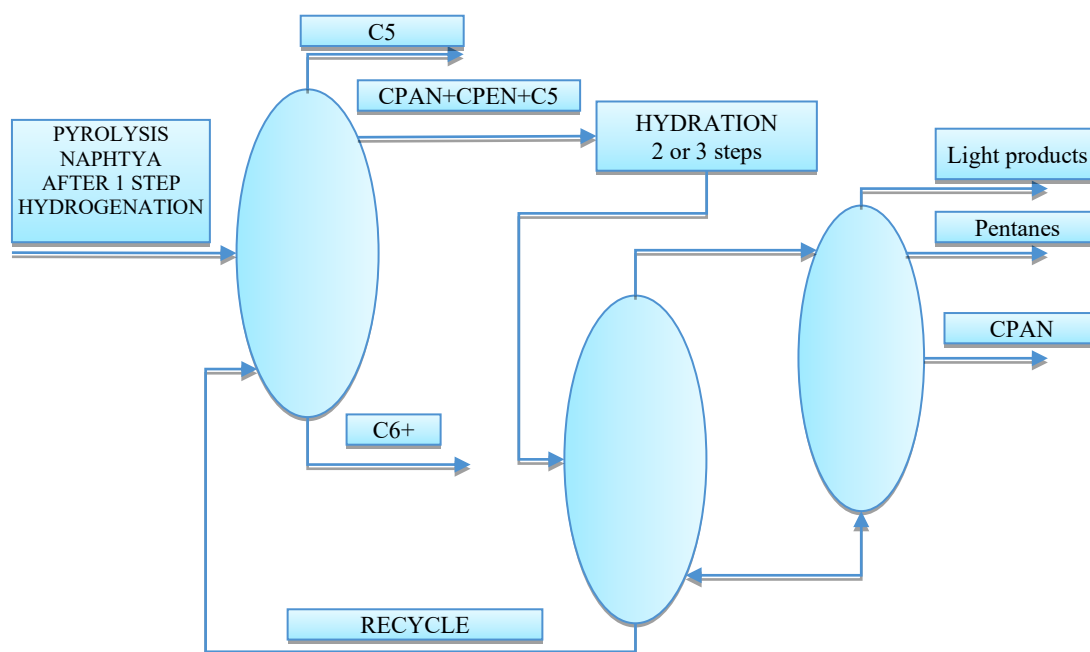 C5
CPAN+CPEN+C5
PYROLYSIS
NAPHTYA
AFTER 1 STEP
HYDROGENATION
HYDRATION
2 or 3 steps
Light products
Pentanes
CPAN
C6+
RECYCLE